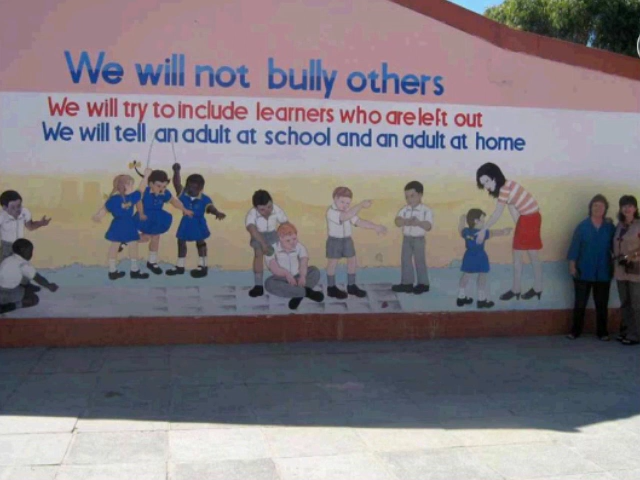 We will not bully others
We will try to include learners who are left out
We will tell an adult at school and an adult at home